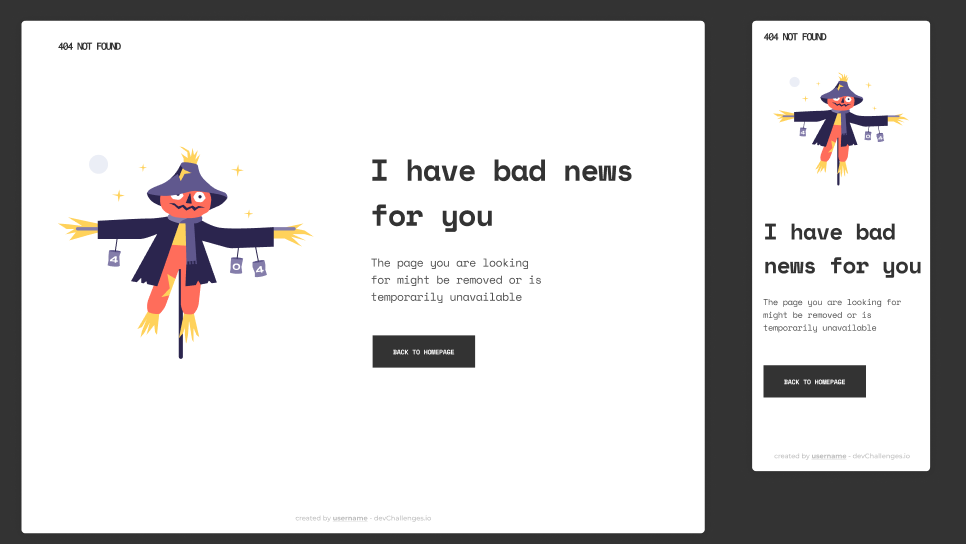 404 NOT FOUND
I have bad news
for you
The page you are looking
for might be removed or is
temporarily unavailable
BACK TO HOMEPAGE
4
0
4
created by username - devChallenges.io
404 NOT FOUND
4
0
4
I have bad
news for you
The page you are looking for
might be removed or is
temporarily unavailable
BACK TO HOMEPAGE
created by username - devChallenges.io